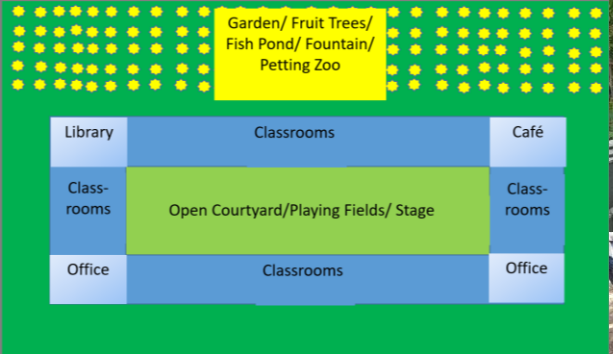 Garden/ Fruit Trees/
Fish Pond/ Fountain/
Petting Zoo
Library
Classrooms
Café
Class-
rooms
Open Courtyard/Playing Fields/ Stage
Class-
rooms
Office
Classrooms
Office